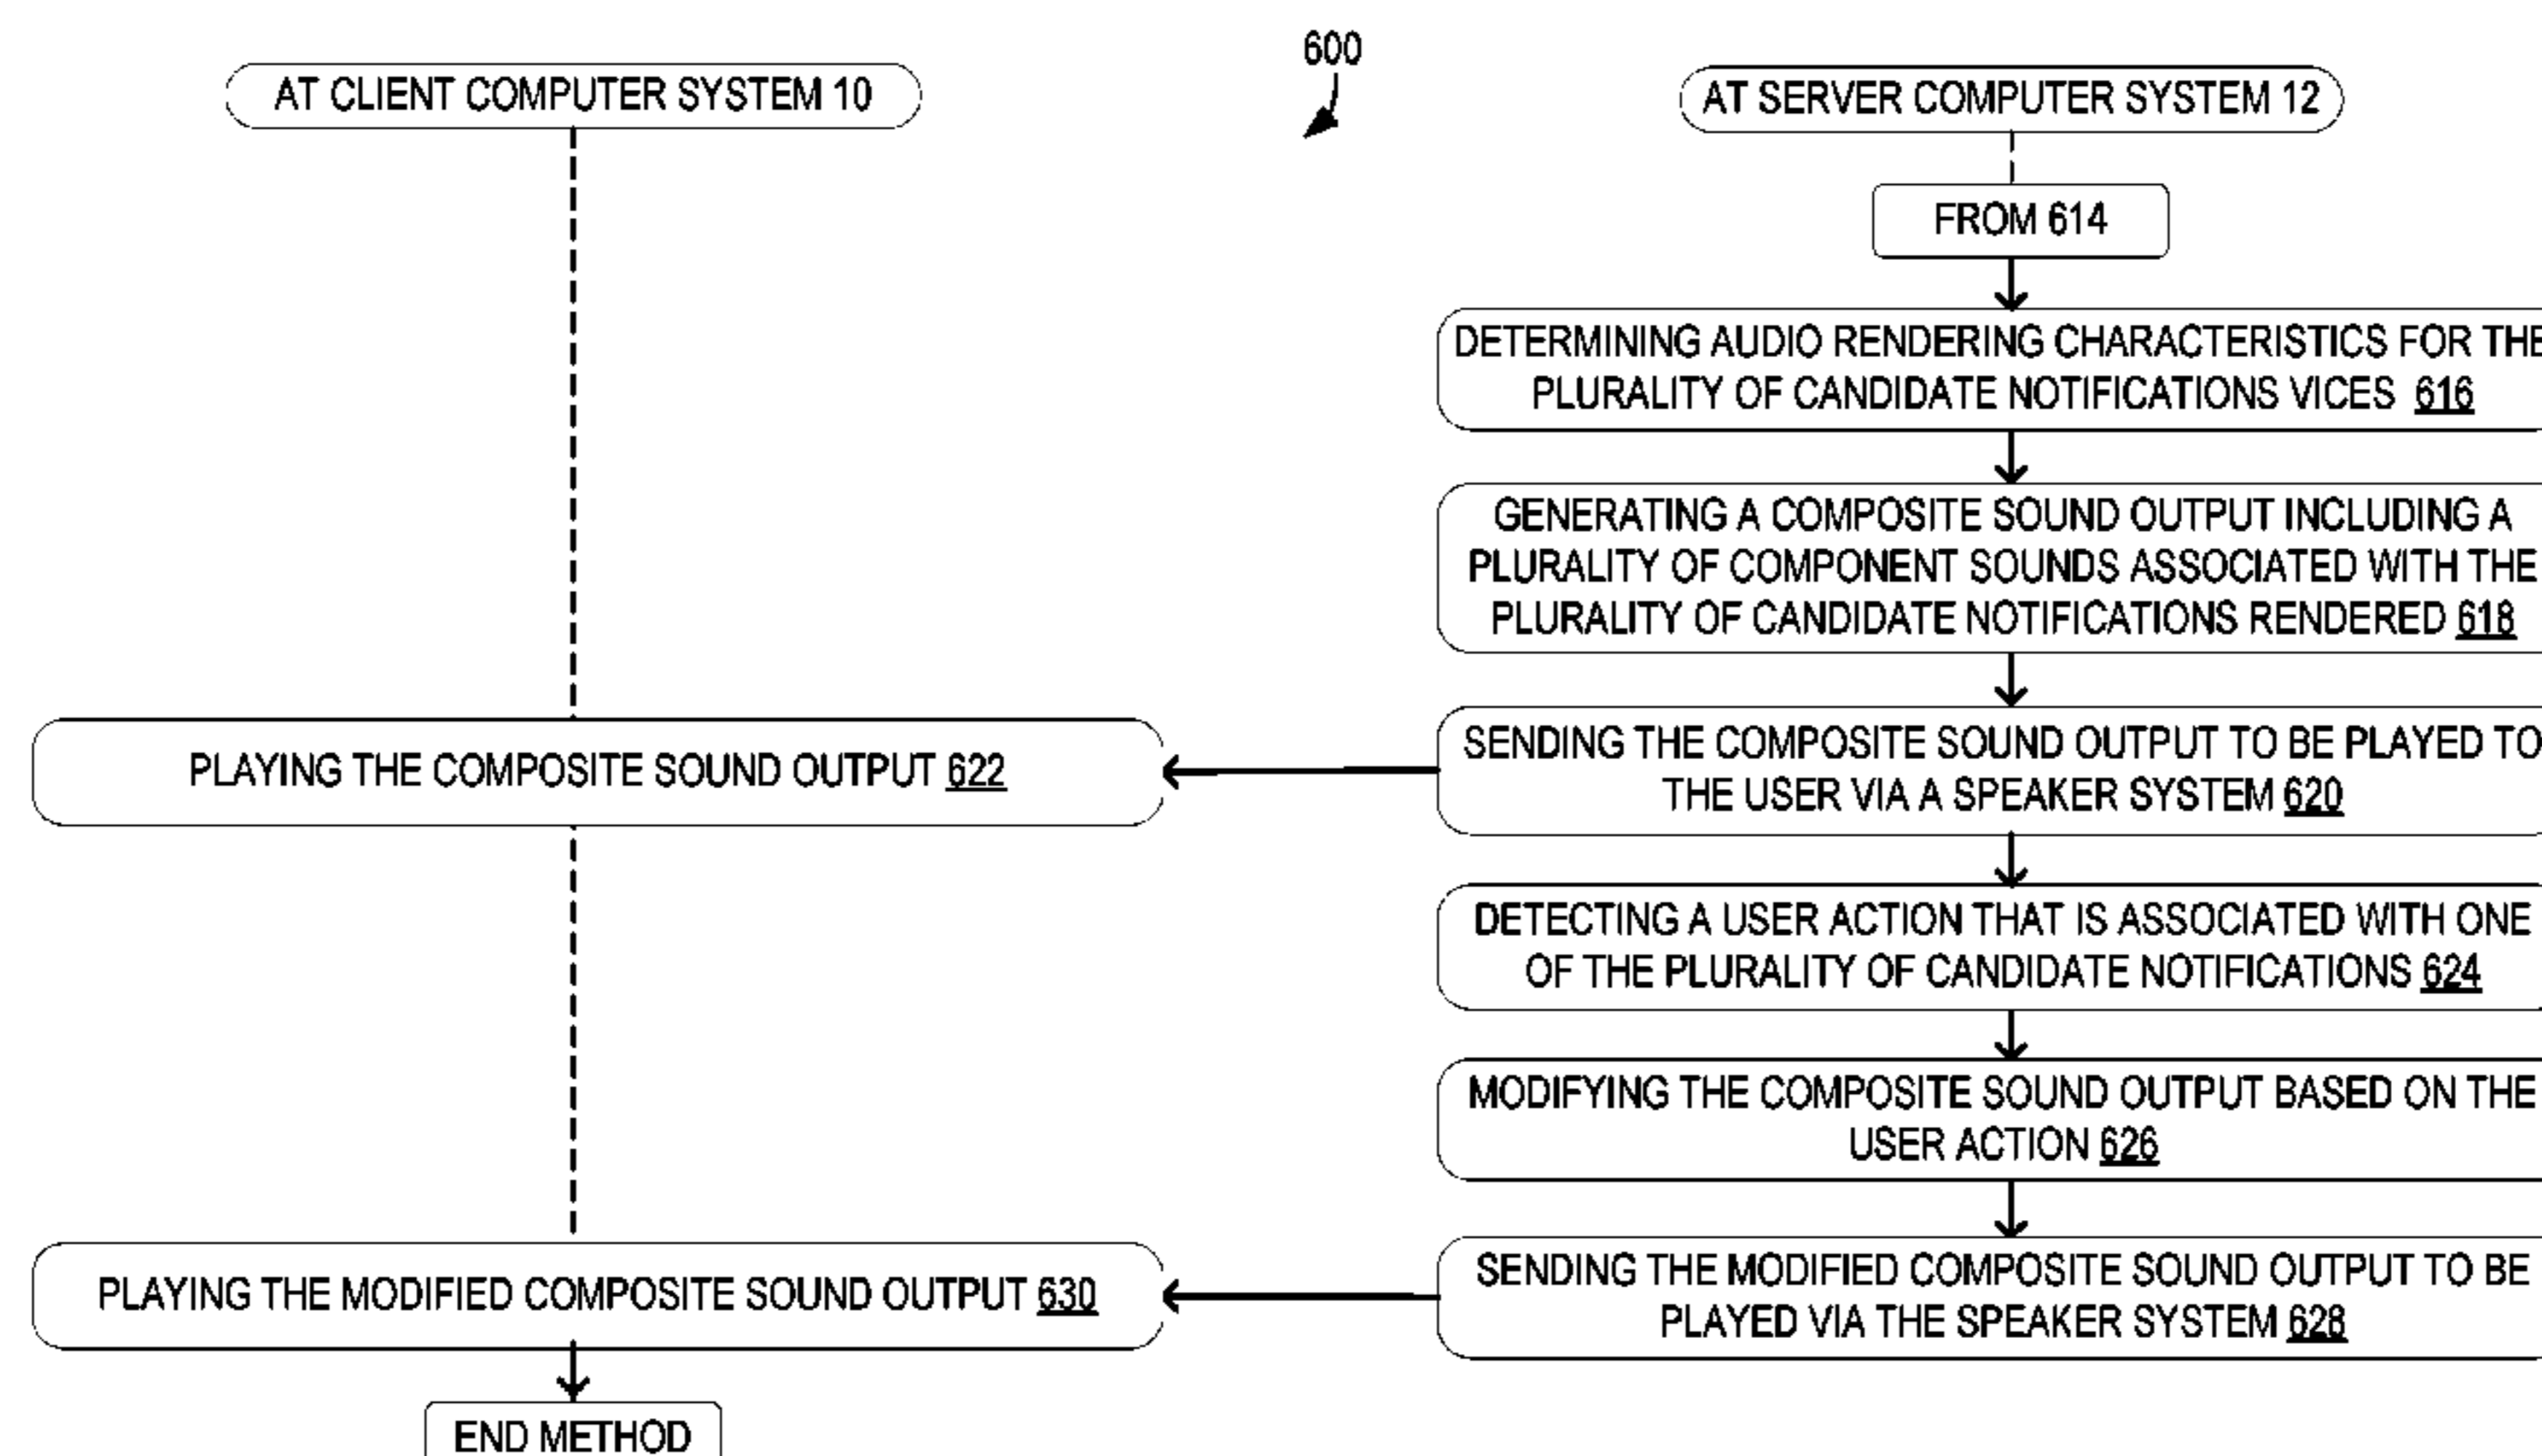 600
AT CLIENT COMPUTER SYSTEM 10
AT SERVER COMPUTER SYSTEM 12
FROM 614
DETERMINING AUDIO RENDERING CHARACTERISTICS FOR THE
PLURALITY OF CANDIDATE NOTIFICATIONS VICES 616
GENERATING A COMPOSITE SOUND OUTPUT INCLUDING A
PLURALITY OF COMPONENT SOUNDS ASSOCIATED WITH THE
PLURALITY OF CANDIDATE NOTIFICATIONS RENDERED 618
SENDING THE COMPOSITE SOUND OUTPUT TO BE PLAYED TO
THE USER VIA A SPEAKER SYSTEM 620
PLAYING THE COMPOSITE SOUND OUTPUT 622
DETECTING A USER ACTION THAT IS ASSOCIATED WITH ONE
OF THE PLURALITY OF CANDIDATE NOTIFICATIONS 624
MODIFYING THE COMPOSITE SOUND OUTPUT BASED ON THE
USER ACTION 626
SENDING THE MODIFIED COMPOSITE SOUND OUTPUT TO BE
PLAYED VIA THE SPEAKER SYSTEM 628
PLAYING THE MODIFIED COMPOSITE SOUND OUTPUT 630
END METHOD